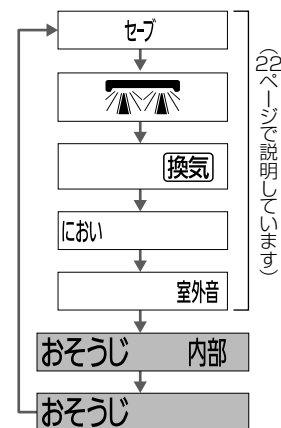 セーブ
換気
におい
室外音
おそうじ 内部
おそうじ
（22ページで説明しています）